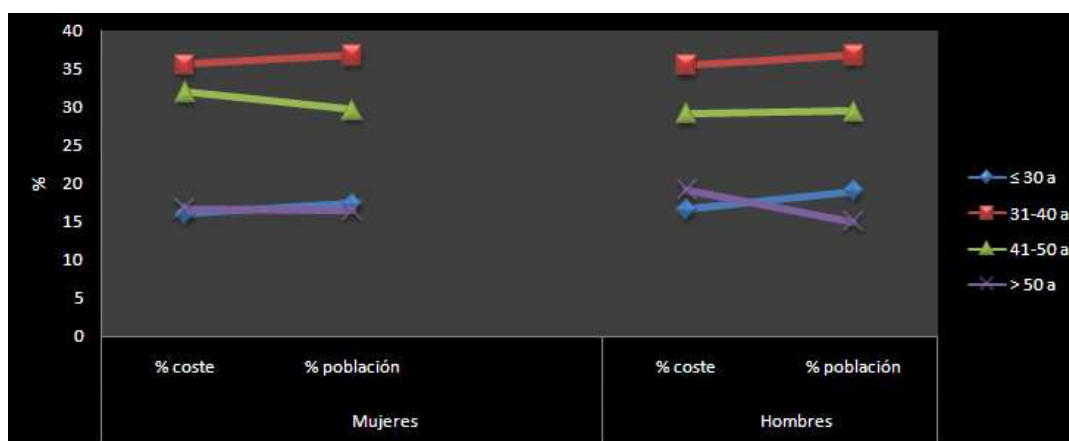 40
35
30
25
20
15
10
5
0
%
% coste
% población
% coste
% población
Mujeres
Hombres
≤ 30 a
31-40 a
41-50 a
> 50 a